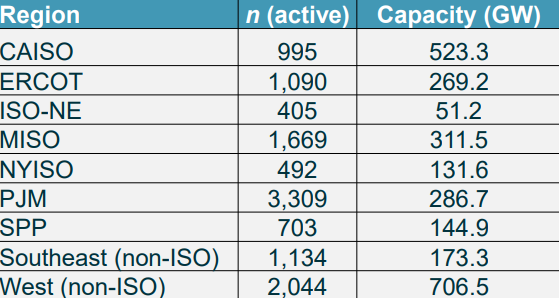 Region n (active) Capacity (GW)
CAISO 995 523.3
ERCOT 1,090 269.2
ISO-NE 405 51.2
MISO 1,669 311.5
NYISO 492 131.6
PJM 3,309 286.7
SPP 703 144.9
Southeast (non-ISO) 1,134 173.3
West (non-ISO) 2,044 706.5